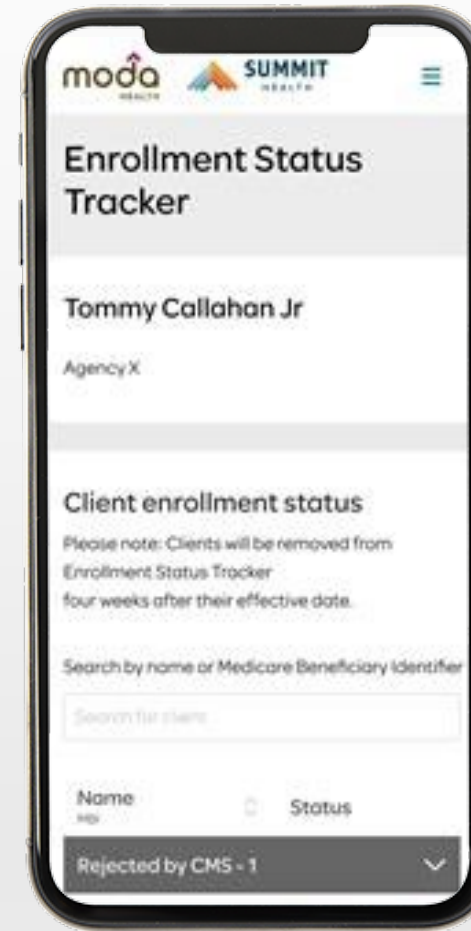 moda
HEALTH
SUMMIT
HEALTH
Enrollment Status
Tracker
Tommy Callahan Jr
Agency X
Client enrollment status
Please note: Clients will be removed from
Enrollment Status Tracker
four weeks after their effective date.
Search by name or Medicare Beneficiary Identifier
Search for client
Name
MBI
Status
Rejected by CMS - 1